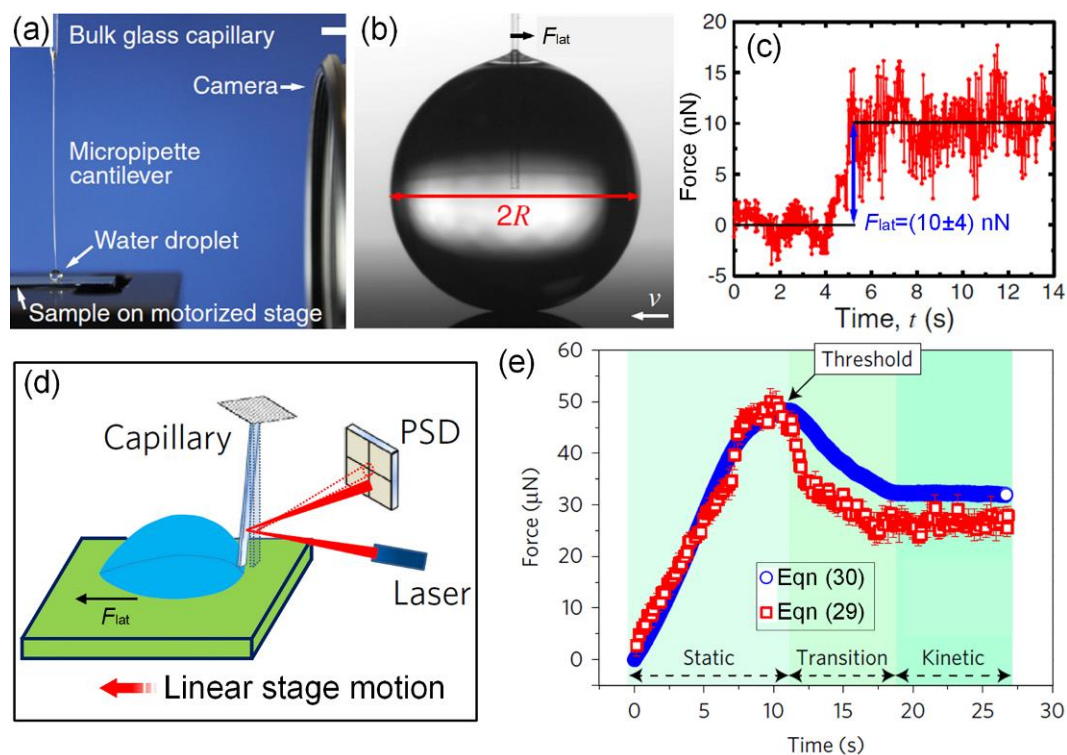 (a)
Bulk glass capillary
Camera
Micropipette
cantilever
Water droplet
Sample on motorized stage
(b)
Flat
2R
v
(c)
Force (nN)
20
15
10
5
0
-5
Flat=(10±4) nN
0 2 4 6 8 10 12 14
Time, t (s)
(d)
Capillary
PSD
Laser
Flat
Linear stage motion
(e)
Force (µN)
60
50
40
30
20
10
0
Threshold
Eqn (30)
Eqn (29)
Static
Transition
Kinetic
0 5 10 15 20 25 30
Time (s)